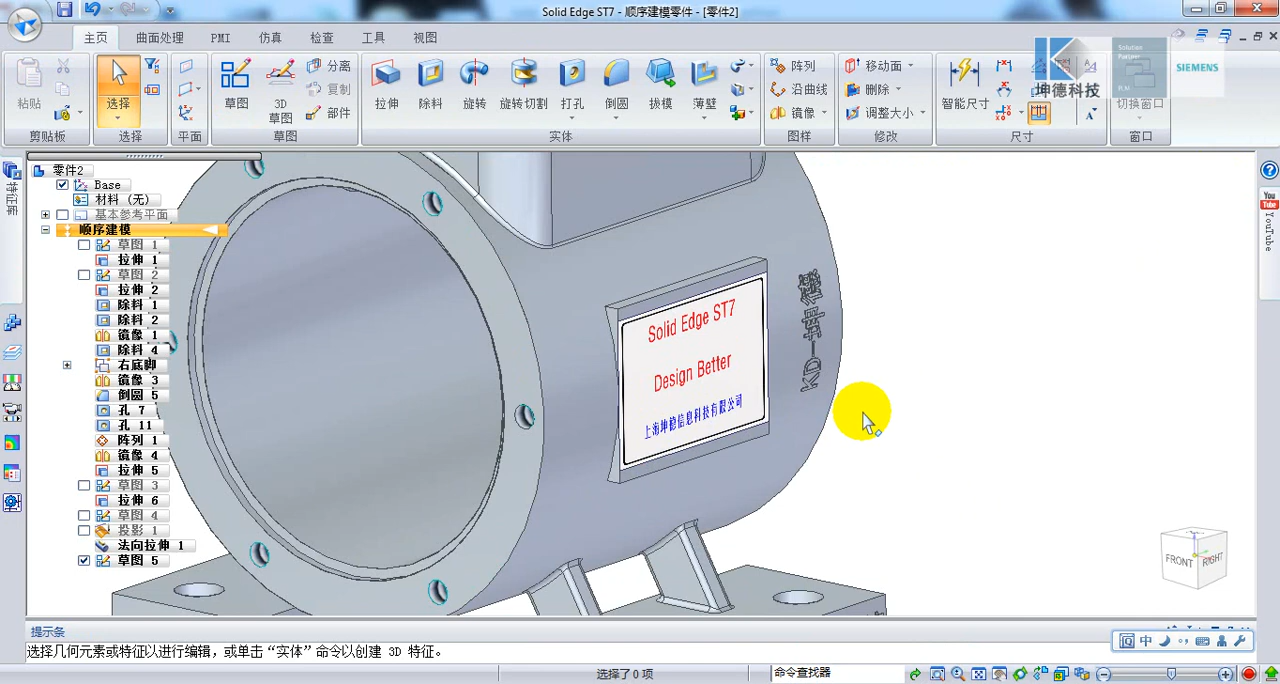 Solid Edge ST7 - 顺序建模零件 - [零件2]
主页
曲面处理
PMI
仿真
检查
工具
视图
坤德科技
Solution
Partner
PLM
SIEMENS
粘贴
剪贴板
选择
选择
平面
草图
3D
草图
分离
复制
部件
草图
拉伸
除料
旋转
旋转切割
打孔
倒圆
拔模
薄壁
实体
阵列
沿曲线
镜像
图样
移动面
删除
调整大小
修改
智能尺寸
尺寸
切换窗口
窗口
特征库
零件2
Base
材料 (无)
基本参考平面
顺序建模
草图 1
拉伸 1
草图 2
拉伸 2
除料 1
除料 2
镜像 1
除料 4
右底脚
镜像 3
倒圆 5
孔 7
孔 11
阵列 1
镜像 4
拉伸 5
草图 3
拉伸 6
草图 4
投影 1
法向拉伸 1
草图 5
Solid Edge ST7
Design Better
上海坤德信息科技有限公司
KD—坤德
You
Tube
YouTube
FRONT
RIGHT
提示条
选择几何元素或特征以进行编辑，或单击“实体”命令以创建 3D 特征。
中
选择了 0 项
命令查找器